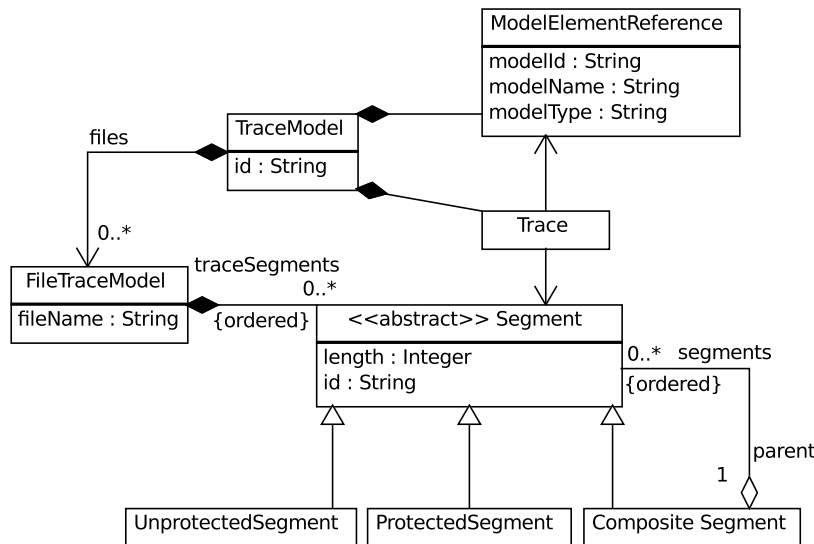 ModelElementReference
modelId : String
modelName : String
modelType : String
TraceModel
id : String
files
0..*
Trace
FileTraceModel
fileName : String
traceSegments
0..*
{ordered}
<<abstract>> Segment
length : Integer
id : String
0..* segments
{ordered}
parent
1
UnprotectedSegment
ProtectedSegment
Composite Segment